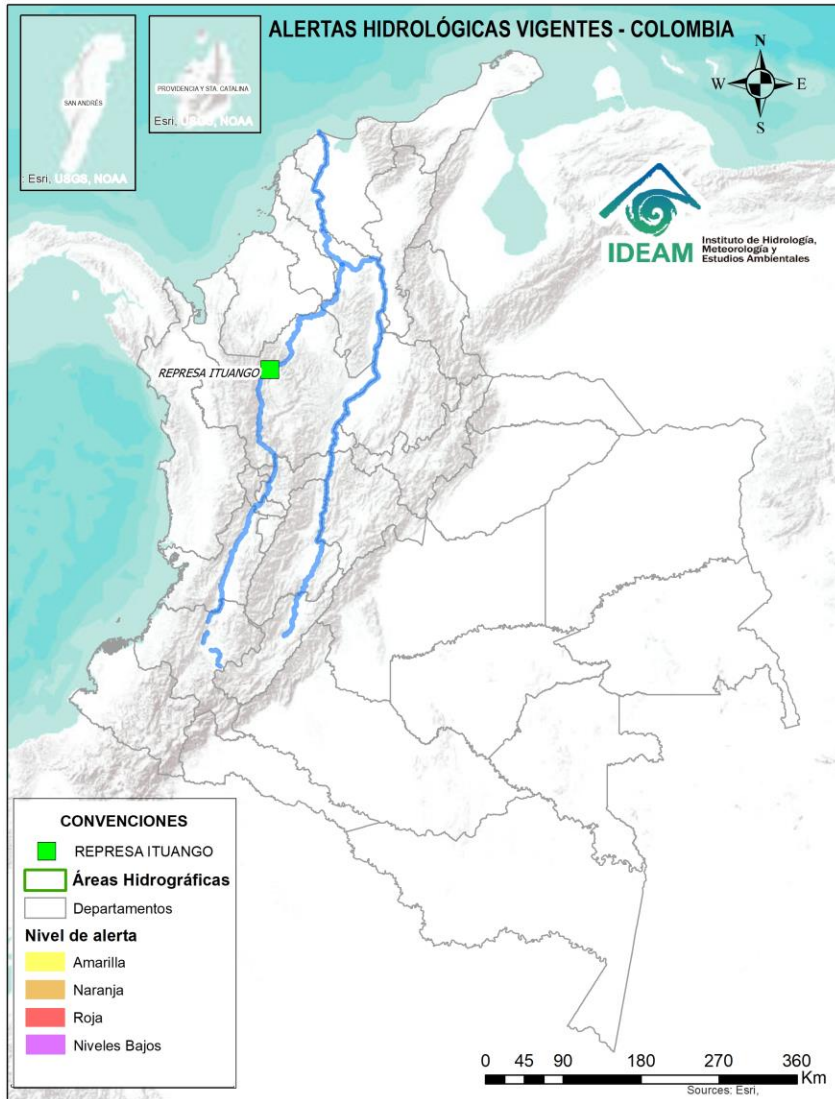 ALERTAS HIDROLÓGICAS VIGENTES - COLOMBIA
SAN ANDRÉS
Esri, USGS, NOAA
PROVIDENCIA Y STA. CATALINA
Esri, USGS, NOAA
N
W
E
S
IDEAM
Instituto de Hidrología,
Meteorología y
Estudios Ambientales
REPRESA ITUANGO
CONVENCIONES
REPRESA ITUANGO
Áreas Hidrográficas
Departamentos
Nivel de alerta
Amarilla
Naranja
Roja
Niveles Bajos
0 45 90 180 270 360
Km
Sources: Esri,